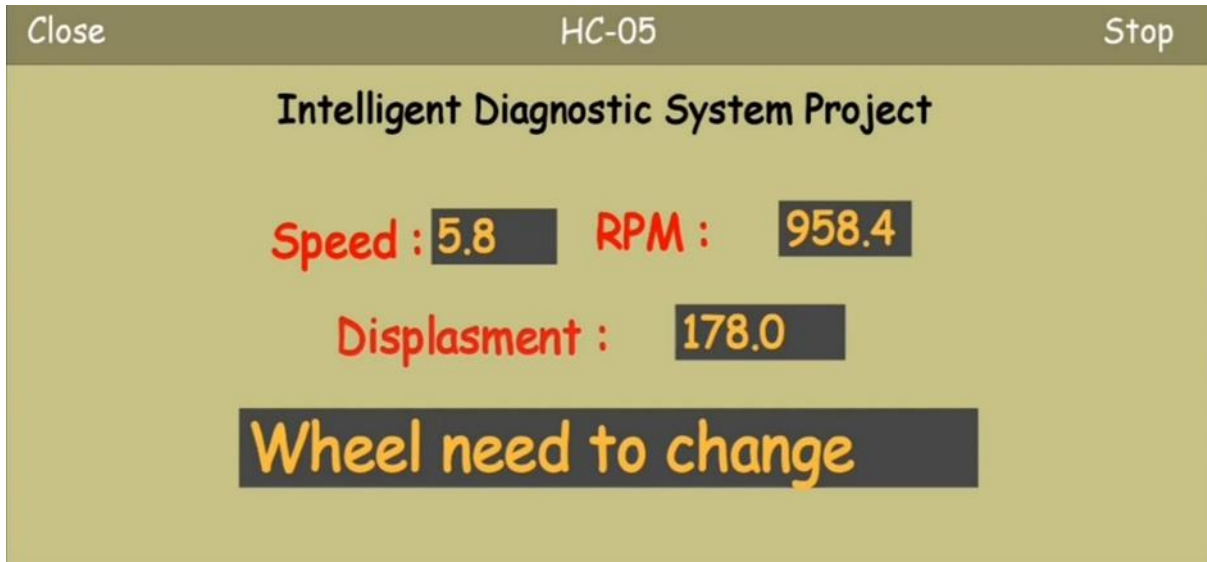 Close HC-05 Stop
Intelligent Diagnostic System Project
Speed : 5.8 RPM : 958.4
Displasment : 178.0
Wheel need to change